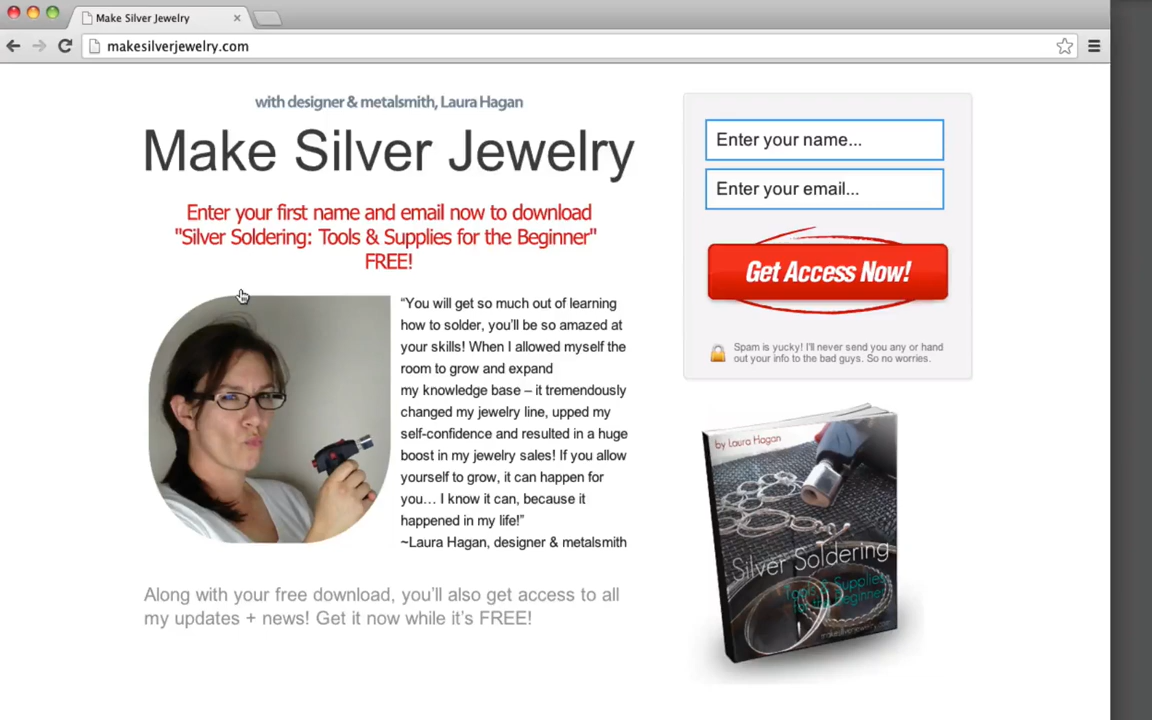 Make Silver Jewelry
makesilverjewelry.com
with designer & metalsmith, Laura Hagan
Make Silver Jewelry
Enter your first name and email now to download
"Silver Soldering: Tools & Supplies for the Beginner"
FREE!
“You will get so much out of learning
how to solder, you’ll be so amazed at
your skills! When I allowed myself the
room to grow and expand
my knowledge base – it tremendously
changed my jewelry line, upped my
self-confidence and resulted in a huge
boost in my jewelry sales! If you allow
yourself to grow, it can happen for
you… I know it can, because it
happened in my life!”
~Laura Hagan, designer & metalsmith
Along with your free download, you’ll also get access to all
my updates + news! Get it now while it’s FREE!
Enter your name...
Enter your email...
Get Access Now!
Spam is yucky! I'll never send you any or hand
out your info to the bad guys. So no worries.
by Laura Hagan
Silver Soldering
Tools & Supplies
for the Beginner
makesilverjewelry.com